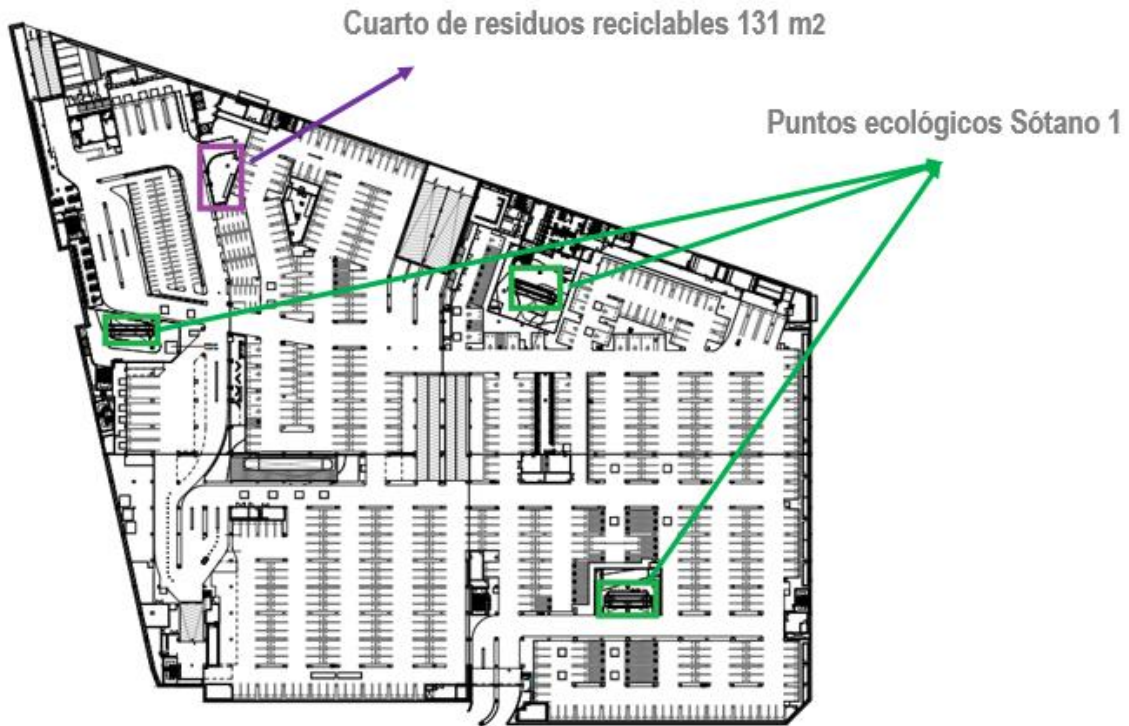 Cuarto de residuos reciclables 131 m2
Puntos ecológicos Sótano 1